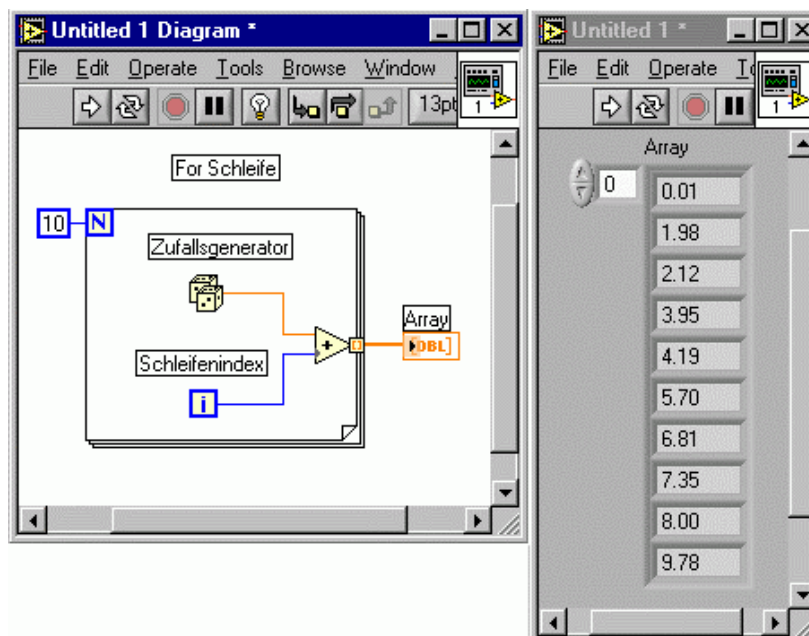 Untitled 1 Diagram *
File Edit Operate Tools Browse Window
13pt
1
For Schleife
10 N
Zufallsgenerator
Array
DBL]
Schleifenindex
i
Untitled 1 *
File Edit Operate
1
Array
0
0.01
1.98
2.12
3.95
4.19
5.70
6.81
7.35
8.00
9.78